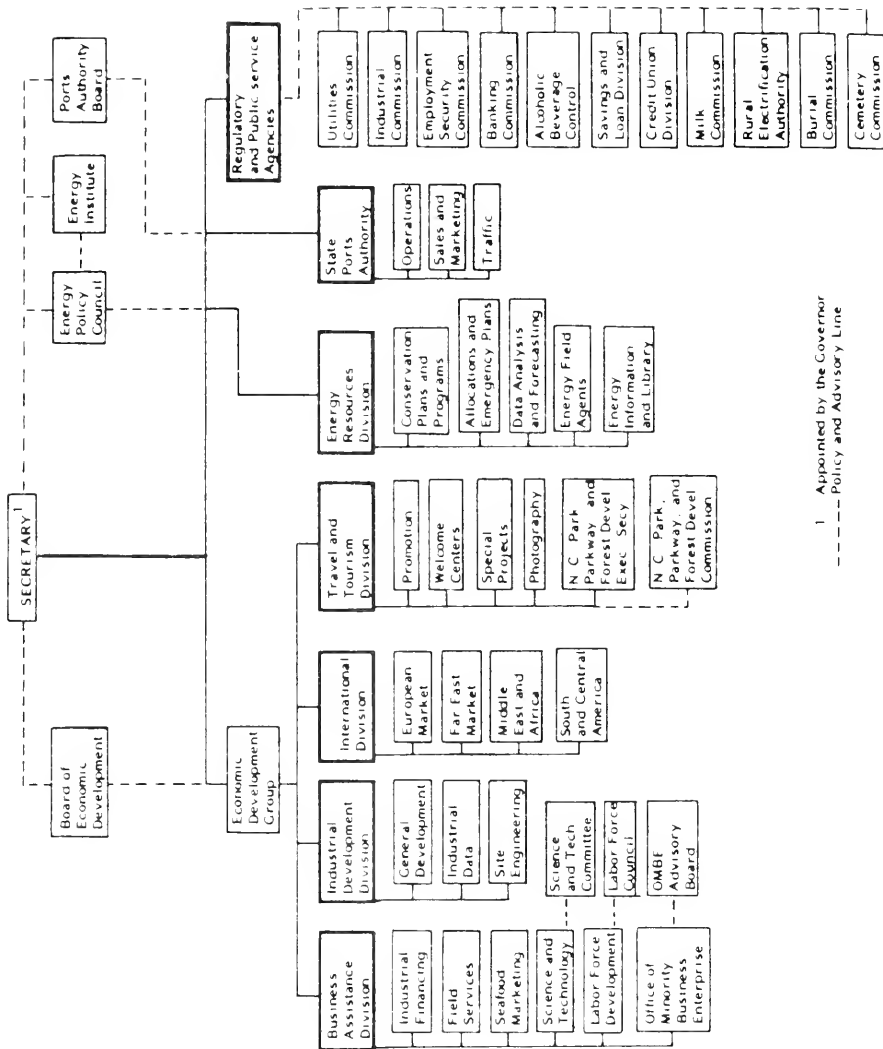 SECRETARY 1
Board of
Economic
Development
Energy
Policy
Council
Energy
Institute
Ports
Authority
Board
Economic
Development
Group
Regulatory
and Public service
Agencies
Business
Assistance
Division
Industrial
Financing
Field
Services
Seafood
Marketing
Science and
Technology
Science
and Tech
Committee
Labor Force
Development
Labor Force
Council
Office of
Minority
Business
Enterprise
OMBE
Advisory
Board
Industrial
Development
Division
General
Development
Industrial
Data
Site
Engineering
International
Division
European
Market
Far East
Market
Middle
East and
Africa
South
and Central
America
Travel and
Tourism
Division
Promotion
Welcome
Centers
Special
Projects
Photography
N C Park
Parkway and
Forest Devel
Exec Secy
N C Park,
Parkway, and
Forest Devel
Commission
Energy
Resources
Division
Conservation
Plans and
Programs
Allocations and
Emergency Plans
Data Analysis
and Forecasting
Energy Field
Agents
Energy
Information
and Library
State
Ports
Authority
Operations
Sales and
Marketing
Traffic
Utilities
Commission
Industrial
Commission
Employment
Security
Commission
Banking
Commission
Alcoholic
Beverage
Control
Savings and
Loan Division
Credit Union
Division
Milk
Commission
Rural
Electrification
Authority
Burial
Commission
Cemetery
Commission
1 Appointed by the Governor
----- Policy and Advisory Line